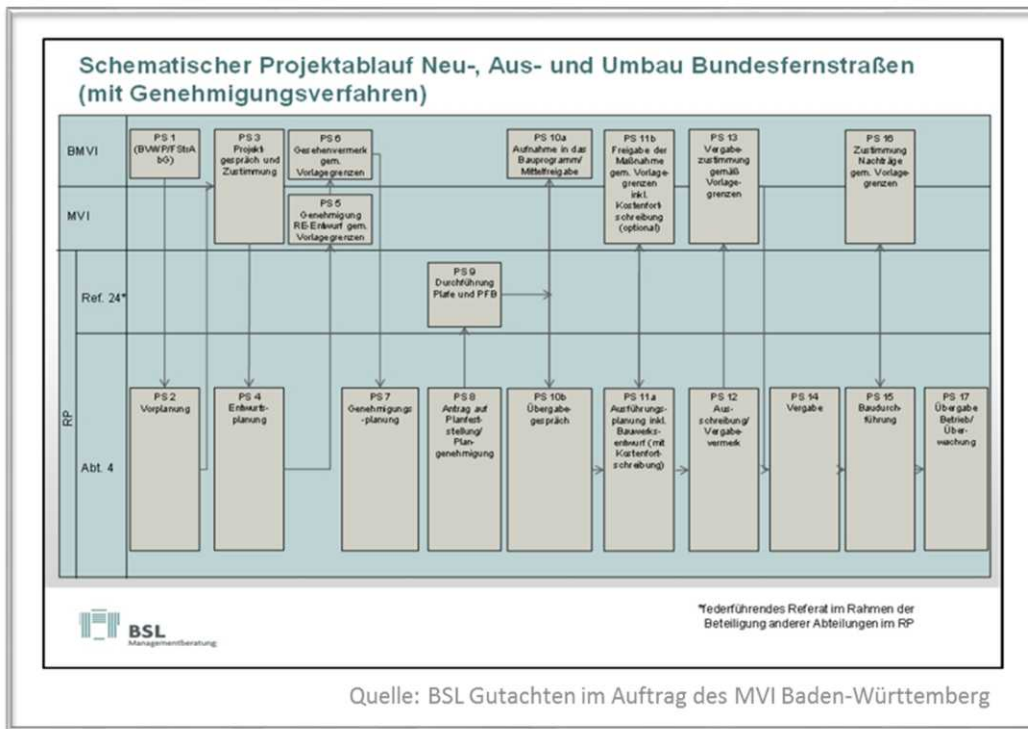 Schematischer Projektablauf Neu-, Aus- und Umbau Bundesfernstraßen
(mit Genehmigungsverfahren)
BMVI
PS 1
(BVWP/FStrA
bG)
PS 3
Projekt
gespräch und
Zustimmung
PS 6
Gesehenvermerk
gem.
Vorlagegrenzen
PS 10a
Aufnahme in das
Bauprogramm/
Mittelfreigabe
PS 11b
Freigabe der
Maßnahme
gem. Vorlage-
grenzen
inkl.
Kostenfort
schreibung
(optional)
PS 13
Vergabe-
zustimmung
gemäß
Vorlage-
grenzen
PS 16
Zustimmung
Nachträge
gem. Vorlage-
grenzen
MVI
PS 5
Genehmigung
RE-Entwurf gem.
Vorlagegrenzen
RP
Ref. 24*
PS 9
Durchführung
Plafe und PFB
Abt. 4
PS 2
Vorplanung
PS 4
Entwurfs-
planung
PS 7
Genehmigungs
-planung
PS 8
Antrag auf
Planfest-
stellung/
Plan-
genehmigung
PS 10b
Übergabe-
gespräch
PS 11a
Ausführungs-
planung inkl.
Bauwerks-
entwurf (mit
Kostenfort-
schreibung)
PS 12
Aus-
schreibung/
Vergabe-
vermerk
PS 14
Vergabe
PS 15
Baudurch-
führung
PS 17
Übergabe
Betrieb/
Über-
wachung
BSL
Managementberatung
*federführendes Referat im Rahmen der
Beteiligung anderer Abteilungen im RP
Quelle: BSL Gutachten im Auftrag des MVI Baden-Württemberg